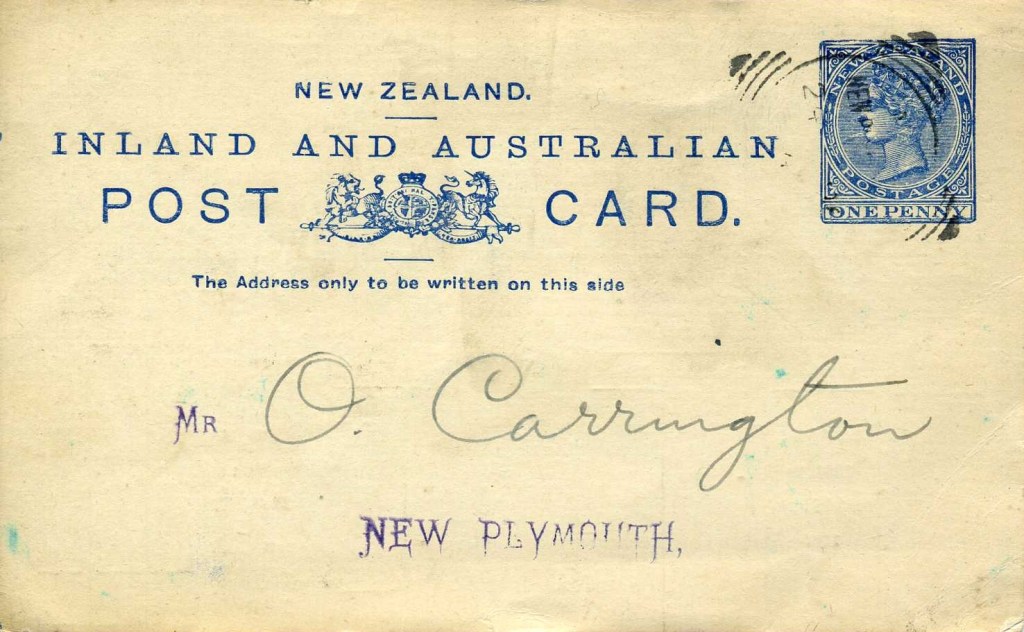 NEW ZEALAND.
INLAND AND AUSTRALIAN
POST CARD.
The Address only to be written on this side
NEW ZEALAND
POSTAGE
ONE PENNY
Mr O. Carrington
NEW PLYMOUTH,